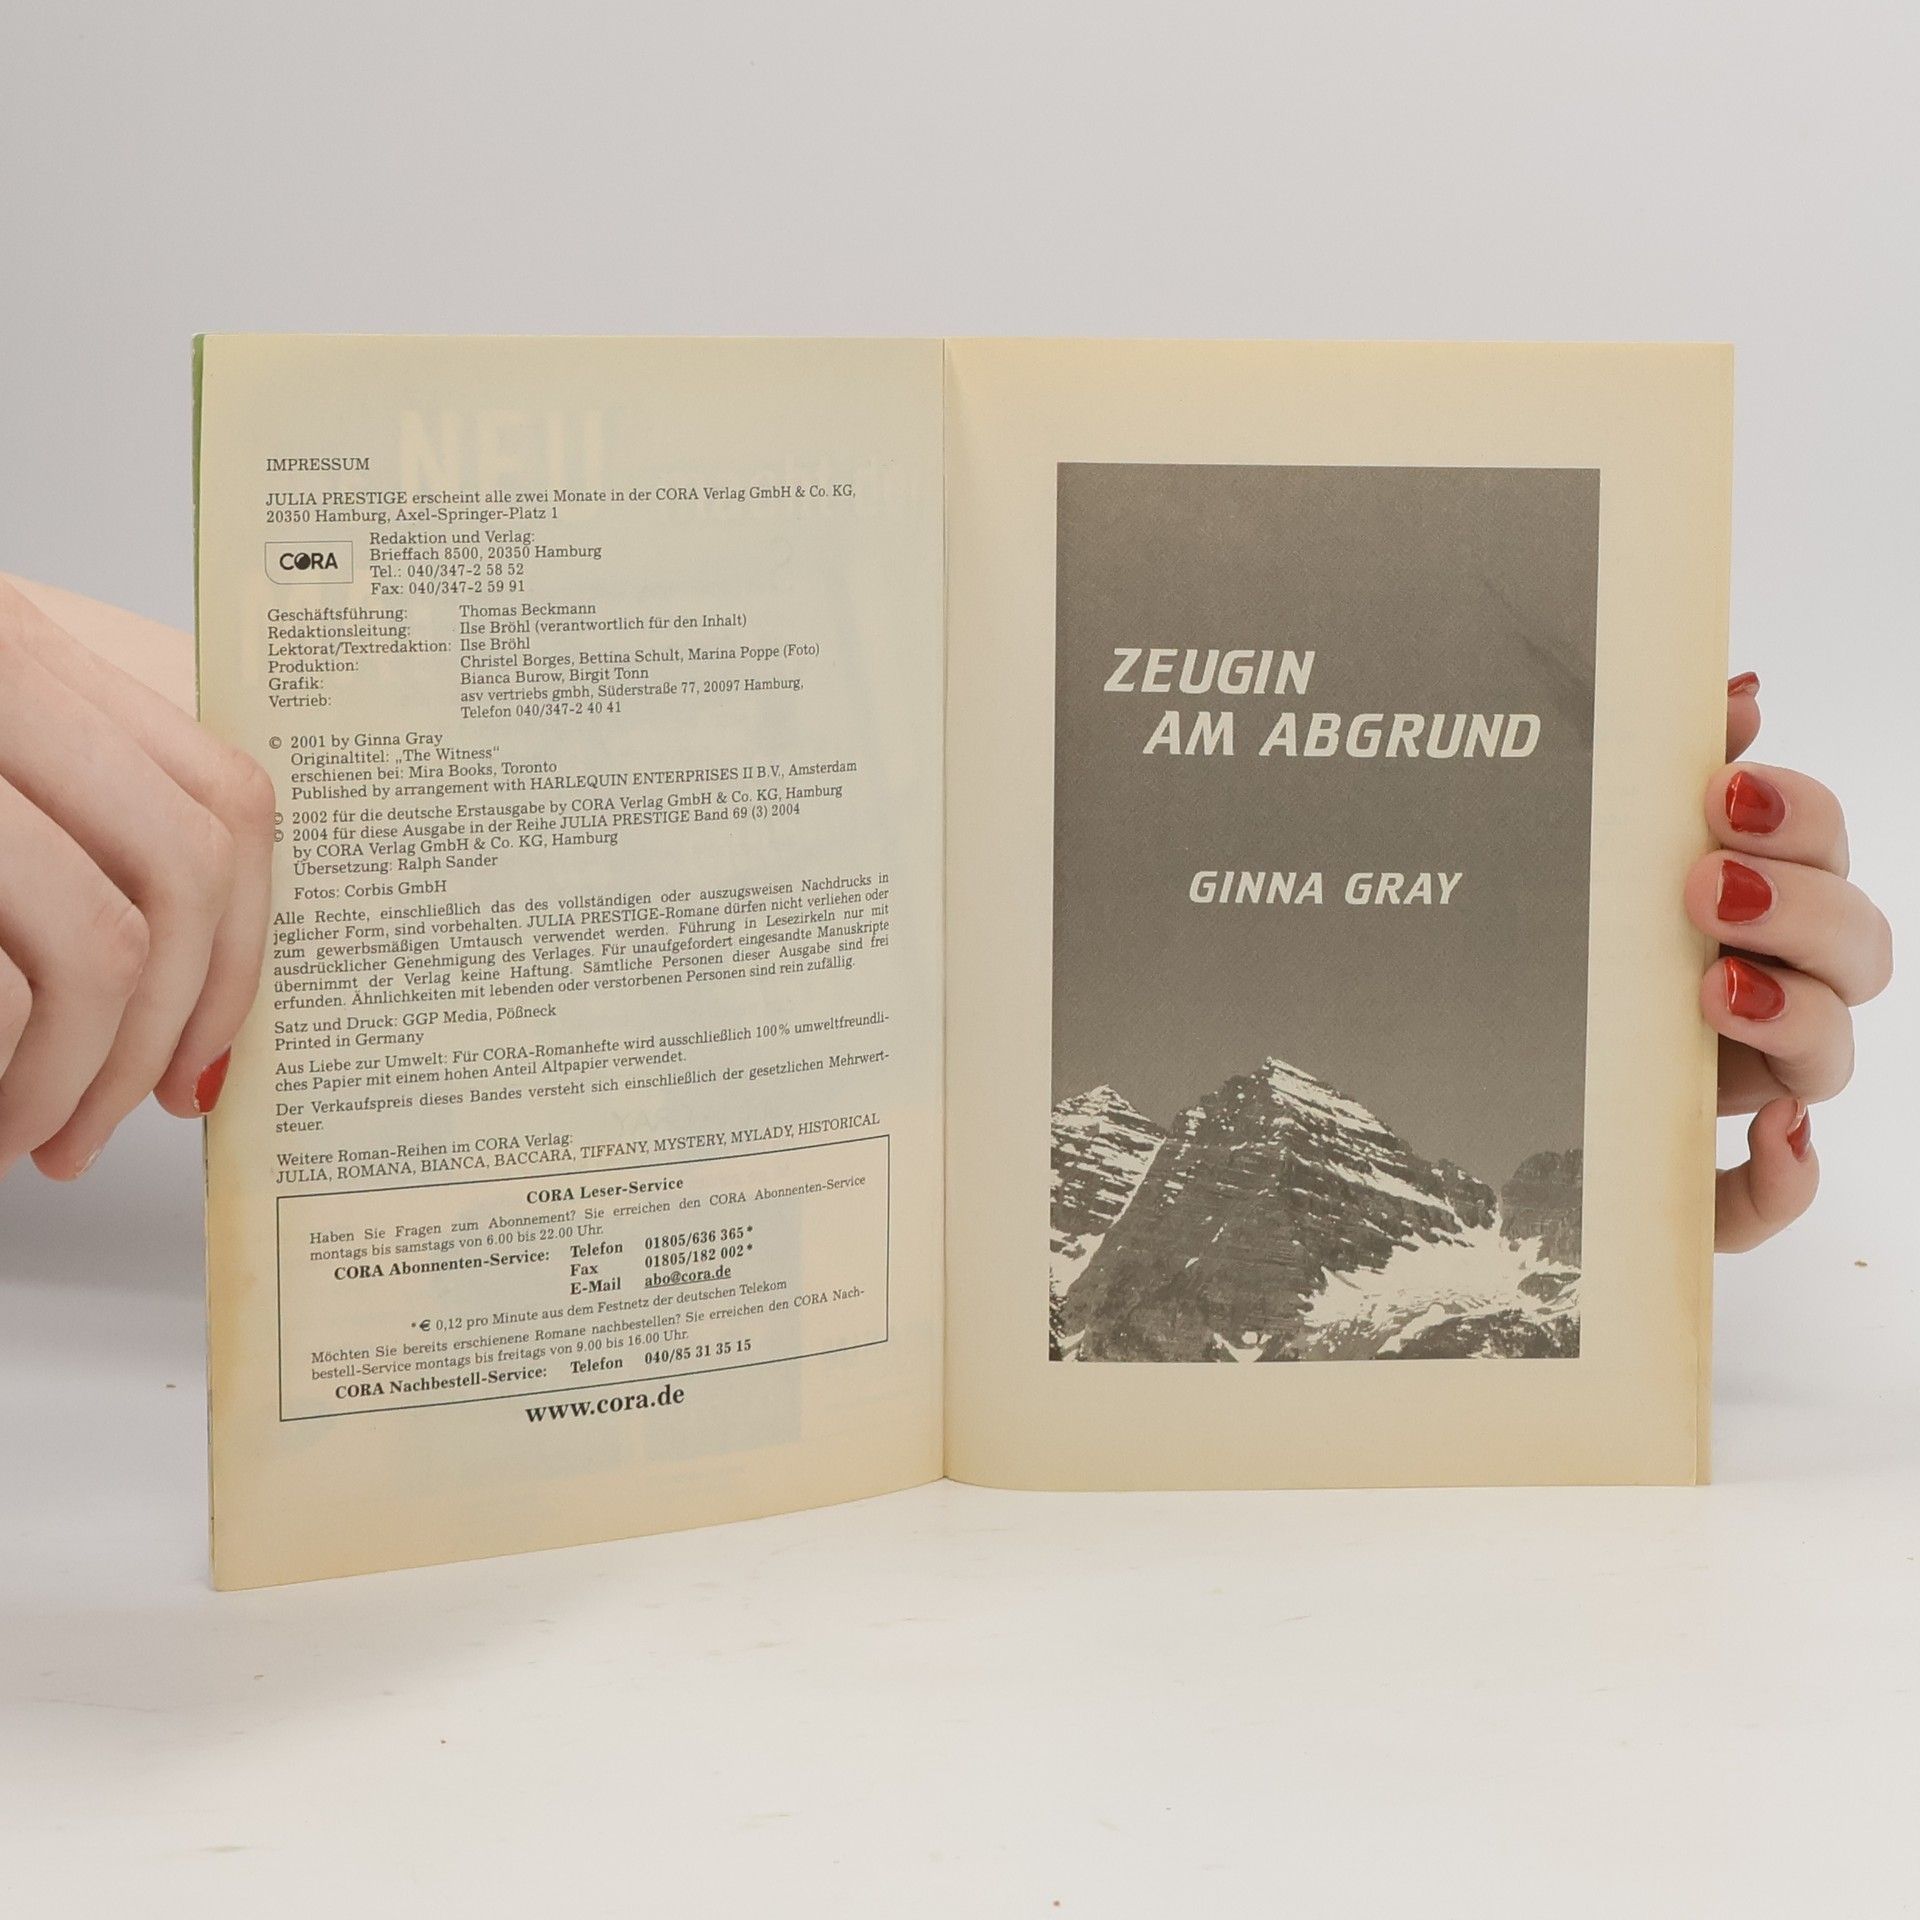 IMPRESSUM
JULIA PRESTIGE erscheint alle zwei Monate in der CORA Verlag GmbH & Co. KG,
20350 Hamburg, Axel-Springer-Platz 1
CORA
Redaktion und Verlag:
Brieffach 8500, 20350 Hamburg
Tel.: 040/347-2 58 52
Fax: 040/347-2 59 91
Geschäftsführung: Thomas Beckmann
Redaktionsleitung: Ilse Bröhl (verantwortlich für den Inhalt)
Lektorat/Textredaktion: Ilse Bröhl
Produktion: Christel Borges, Bettina Schult, Marina Poppe (Foto)
Grafik: Bianca Burow, Birgit Tonn
Vertrieb: asv vertriebs gmbh, Süderstraße 77, 20097 Hamburg,
Telefon 040/347-2 40 41
© 2001 by Ginna Gray
Originaltitel: „The Witness“
erschienen bei: Mira Books, Toronto
Published by arrangement with HARLEQUIN ENTERPRISES II B.V., Amsterdam
© 2002 für die deutsche Erstausgabe by CORA Verlag GmbH & Co. KG, Hamburg
© 2004 für diese Ausgabe in der Reihe JULIA PRESTIGE Band 69 (3) 2004
by CORA Verlag GmbH & Co. KG, Hamburg
Übersetzung: Ralph Sander
Fotos: Corbis GmbH
Alle Rechte, einschließlich das des vollständigen oder auszugsweisen Nachdrucks in
jeglicher Form, sind vorbehalten. JULIA PRESTIGE-Romane dürfen nicht verliehen oder
zum gewerbsmäßigen Umtausch verwendet werden. Führung in Lesezirkeln nur mit
ausdrücklicher Genehmigung des Verlages. Für unaufgefordert eingesandte Manuskripte
übernimmt der Verlag keine Haftung. Sämtliche Personen dieser Ausgabe sind frei
erfunden. Ähnlichkeiten mit lebenden oder verstorbenen Personen sind rein zufällig.
Satz und Druck: GGP Media, Pößneck
Printed in Germany
Aus Liebe zur Umwelt: Für CORA-Romanhefte wird ausschließlich 100% umweltfreundli-
ches Papier mit einem hohen Anteil Altpapier verwendet.
Der Verkaufspreis dieses Bandes versteht sich einschließlich der gesetzlichen Mehrwert-
steuer.
Weitere Roman-Reihen im CORA Verlag:
JULIA, ROMANA, BIANCA, BACCARA, TIFFANY, MYSTERY, MYLADY, HISTORICAL
CORA Leser-Service
Haben Sie Fragen zum Abonnement? Sie erreichen den CORA Abonnenten-Service
montags bis samstags von 6.00 bis 22.00 Uhr.
CORA Abonnenten-Service: Telefon 01805/636 365*
Fax 01805/182 002*
E-Mail abo@cora.de
*€ 0,12 pro Minute aus dem Festnetz der deutschen Telekom
Möchten Sie bereits erschienene Romane nachbestellen? Sie erreichen den CORA Nach-
bestell-Service montags bis freitags von 9.00 bis 16.00 Uhr.
CORA Nachbestell-Service: Telefon 040/85 31 35 15
www.cora.de
ZEUGIN
AM ABGRUND
GINNA GRAY